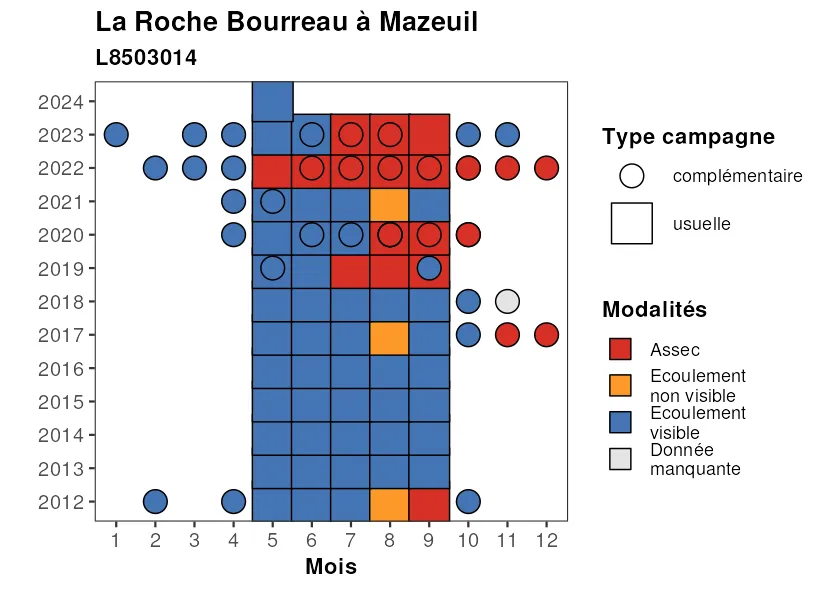 La Roche Bourreau à Mazeuil
L8503014
2024
2023
2022
2021
2020
2019
2018
2017
2016
2015
2014
2013
2012
1 2 3 4 5 6 7 8 9 10 11 12
Mois
Type campagne
complémentaire
usuelle
Modalités
Assec
Ecoulement
non visible
Ecoulement
visible
Donnée
manquante